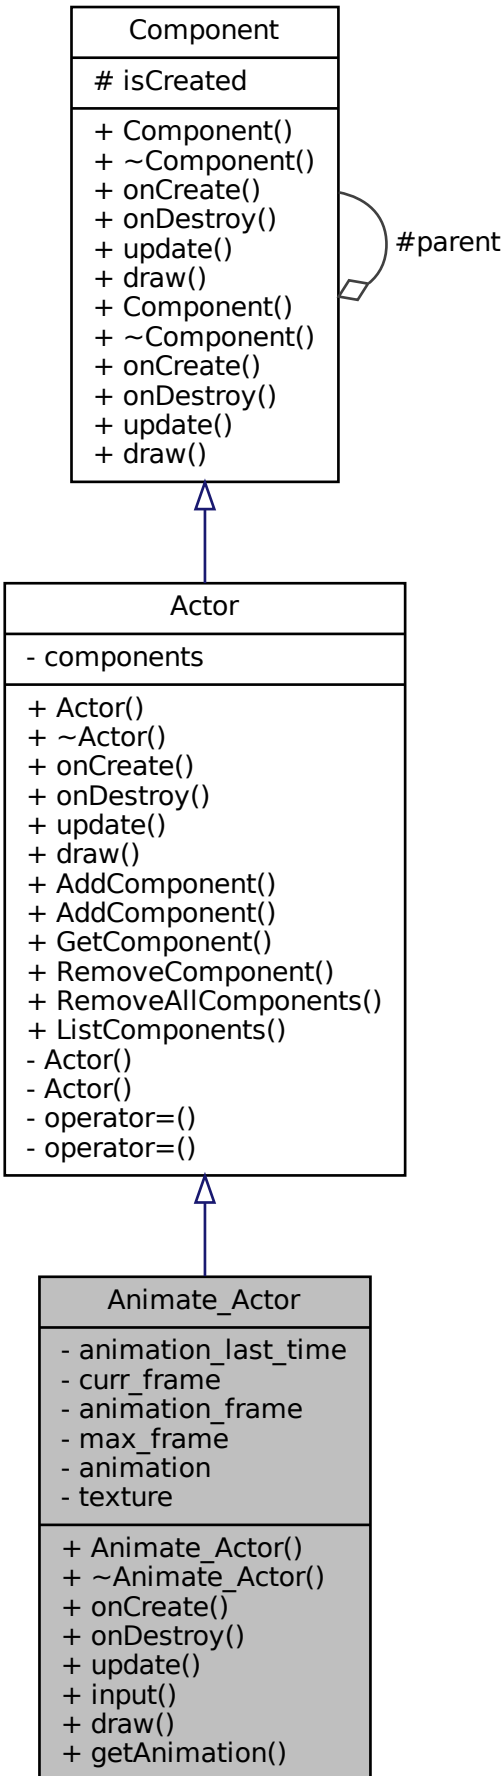 Component
# isCreated
+ Component()
+ ~Component()
+ onCreate()
+ onDestroy()
+ update()
+ draw()
+ Component()
+ ~Component()
+ onCreate()
+ onDestroy()
+ update()
+ draw()
#parent
Actor
- components
+ Actor()
+ ~Actor()
+ onCreate()
+ onDestroy()
+ update()
+ draw()
+ AddComponent()
+ AddComponent()
+ GetComponent()
+ RemoveComponent()
+ RemoveAllComponents()
+ ListComponents()
- Actor()
- Actor()
- operator=()
- operator=()
Animate_Actor
- animation_last_time
- curr_frame
- animation_frame
- max_frame
- animation
- texture
+ Animate_Actor()
+ ~Animate_Actor()
+ onCreate()
+ onDestroy()
+ update()
+ input()
+ draw()
+ getAnimation()